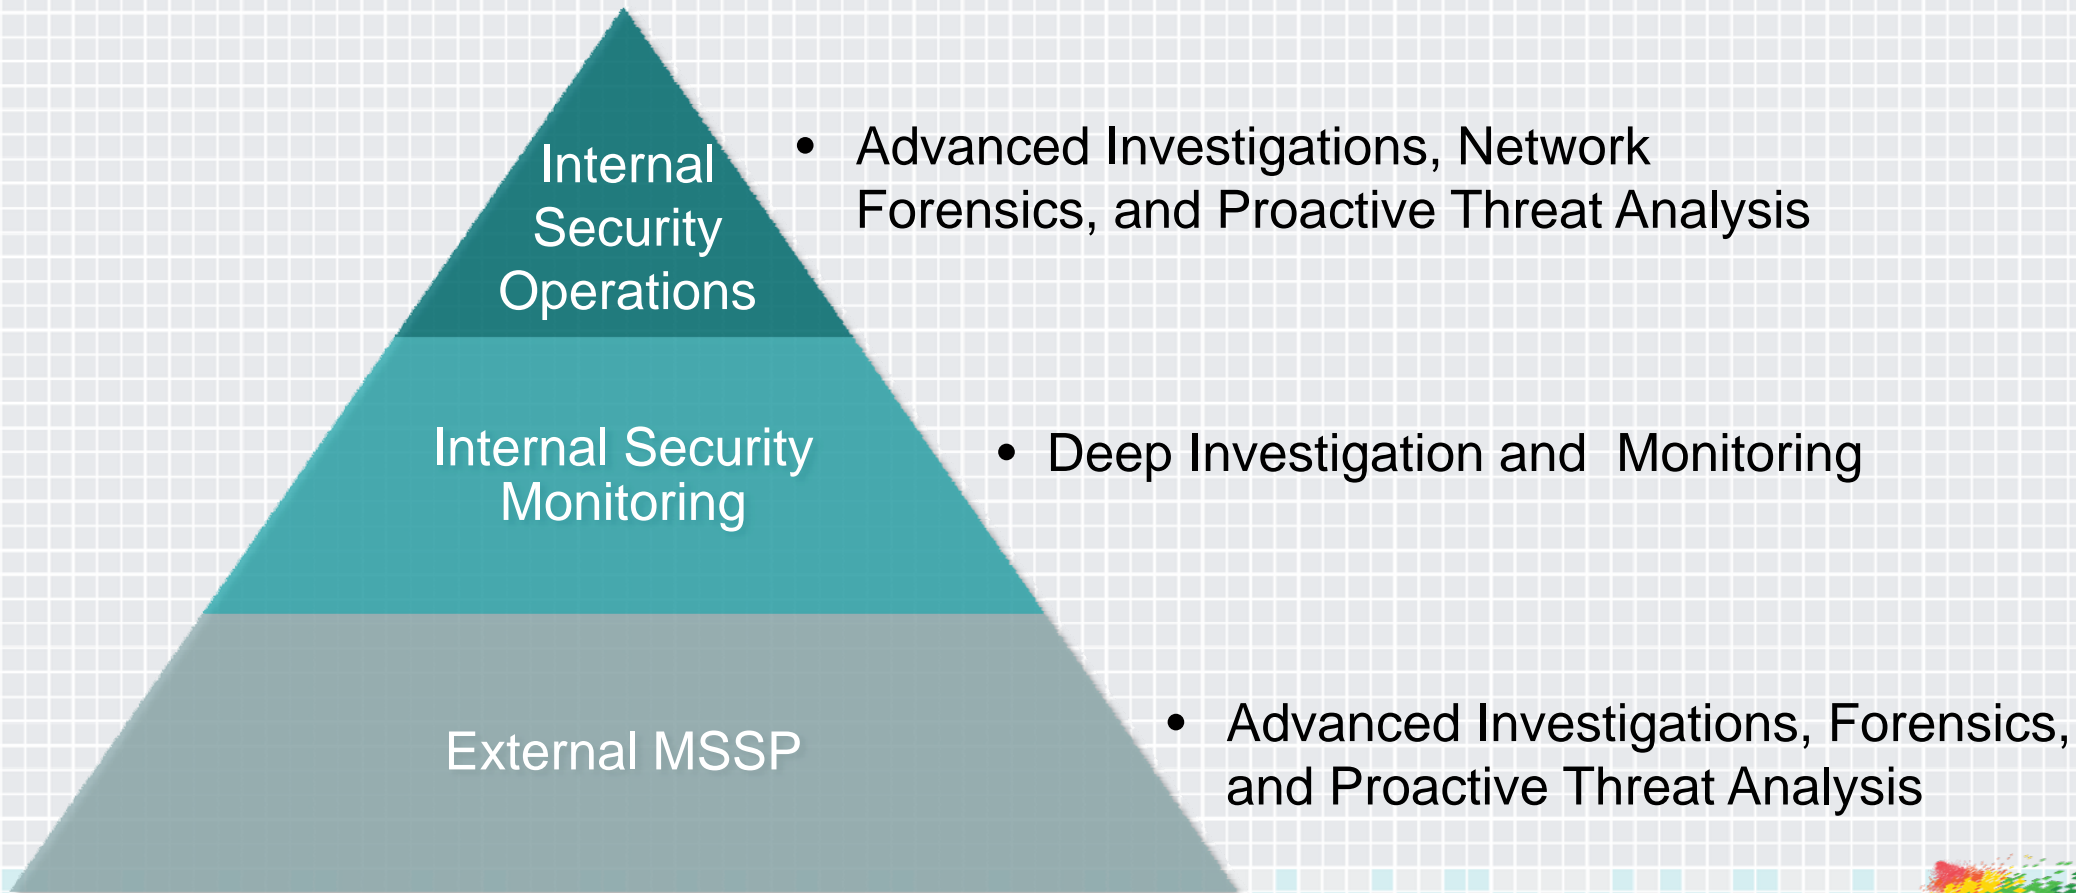 Internal
Security
Operations
• Advanced Investigations, Network
Forensics, and Proactive Threat Analysis
Internal Security
Monitoring
• Deep Investigation and  Monitoring
External MSSP
• Advanced Investigations, Forensics,
and Proactive Threat Analysis